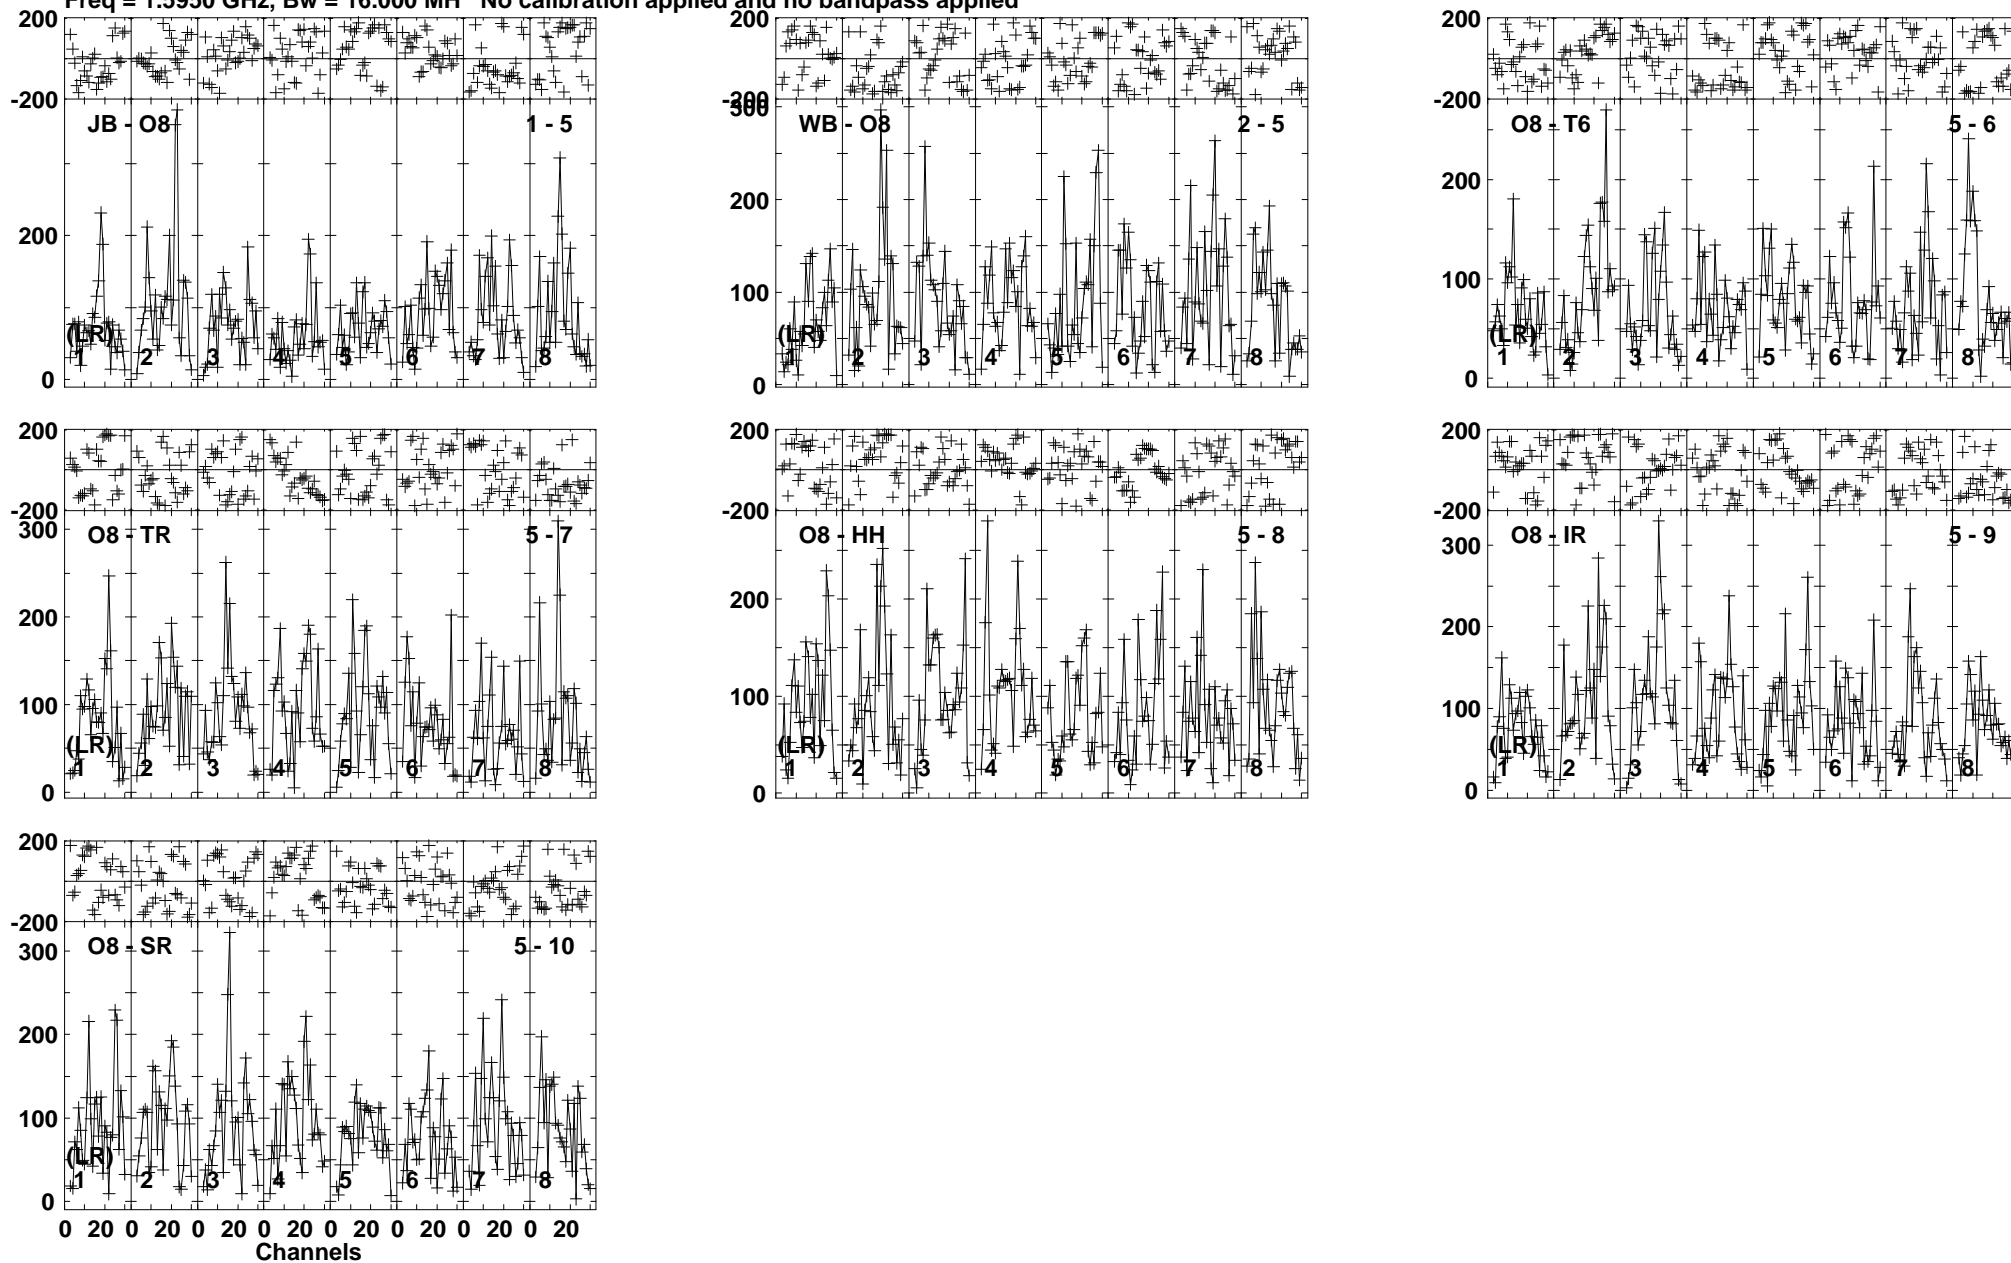 Freq = 1.5950 GHz, Bw = 16.000 MH   No calibration applied and no bandpass applied
200
-200
JB - O8
1 - 5
200
0
(LR)
1 2 3 4 5 6 7 8
200
-200
300
WB - O8
2 - 5
200
100
0
(LR)
1 2 3 4 5 6 7 8
200
-200
O8 - T6
5 - 6
200
100
0
(LR)
1 2 3 4 5 6 7 8
200
-200
300
O8 - TR
5 - 7
200
100
0
(LR)
1 2 3 4 5 6 7 8
200
-200
O8 - HH
5 - 8
200
100
0
(LR)
1 2 3 4 5 6 7 8
200
-200
300
O8 - IR
5 - 9
200
100
0
(LR)
1 2 3 4 5 6 7 8
200
-200
300
O8 - SR
5 - 10
200
100
0
(LR)
1 2 3 4 5 6 7 8
0 20 0 20 0 20 0 20 0 20 0 20 0 20 0 20
Channels